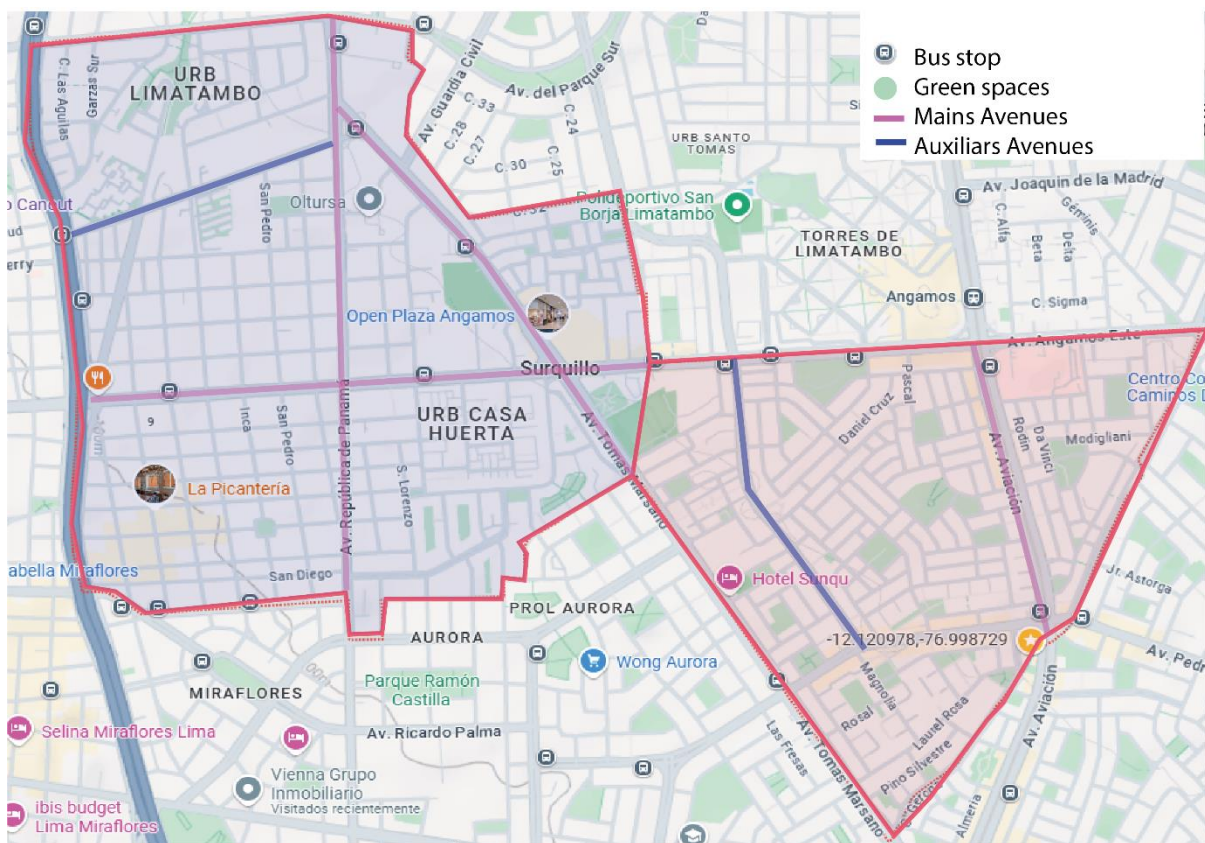 Bus stop
Green spaces
Mains Avenues
Auxiliars Avenues
URB
LIMATAMBO
C. Las Aguilas
Garzas Sur
Av. Guardia Civil
Av. del Parque Sur
C. 33
C. 28
C. 27
C. 30
C. 24
C. 25
C. 32
URB SANTO
TOMAS
Av. Joaquin de la Madrid
C. Alfa
Beta
Delta
Gérminis
C. Sigma
Polideportivo San
Borja Limatambo
TORRES DE
LIMATAMBO
Angamos
Oltursa
San Pedro
Open Plaza Angamos
Surquillo
Av. Angamos Este
URB CASA
HUERTA
9
Inca
San Pedro
Av. República de Panamá
S. Lorenzo
La Picantería
Av. Tomas Marsano
Daniel Cruz
Pascal
Av. Aviación
Rodin
Da Vinci
Modigliani
Centro Co
Caminos D
abella Miraflores
San Diego
Hotel Sunqu
Jr. Astorga
PROL AURORA
AURORA
-12.120978,-76.998729
Wong Aurora
Av. Pedr
MIRAFLORES
Parque Ramón
Castilla
Magnolia
Rosal
Laurel Rosa
Pino Silvestre
Selina Miraflores Lima
Av. Ricardo Palma
Las Fresas
Av. Tomas Marsano
Av. Aviación
Almería
Vienna Grupo
Inmobiliario
Visitados recientemente
ibis budget
Lima Miraflores